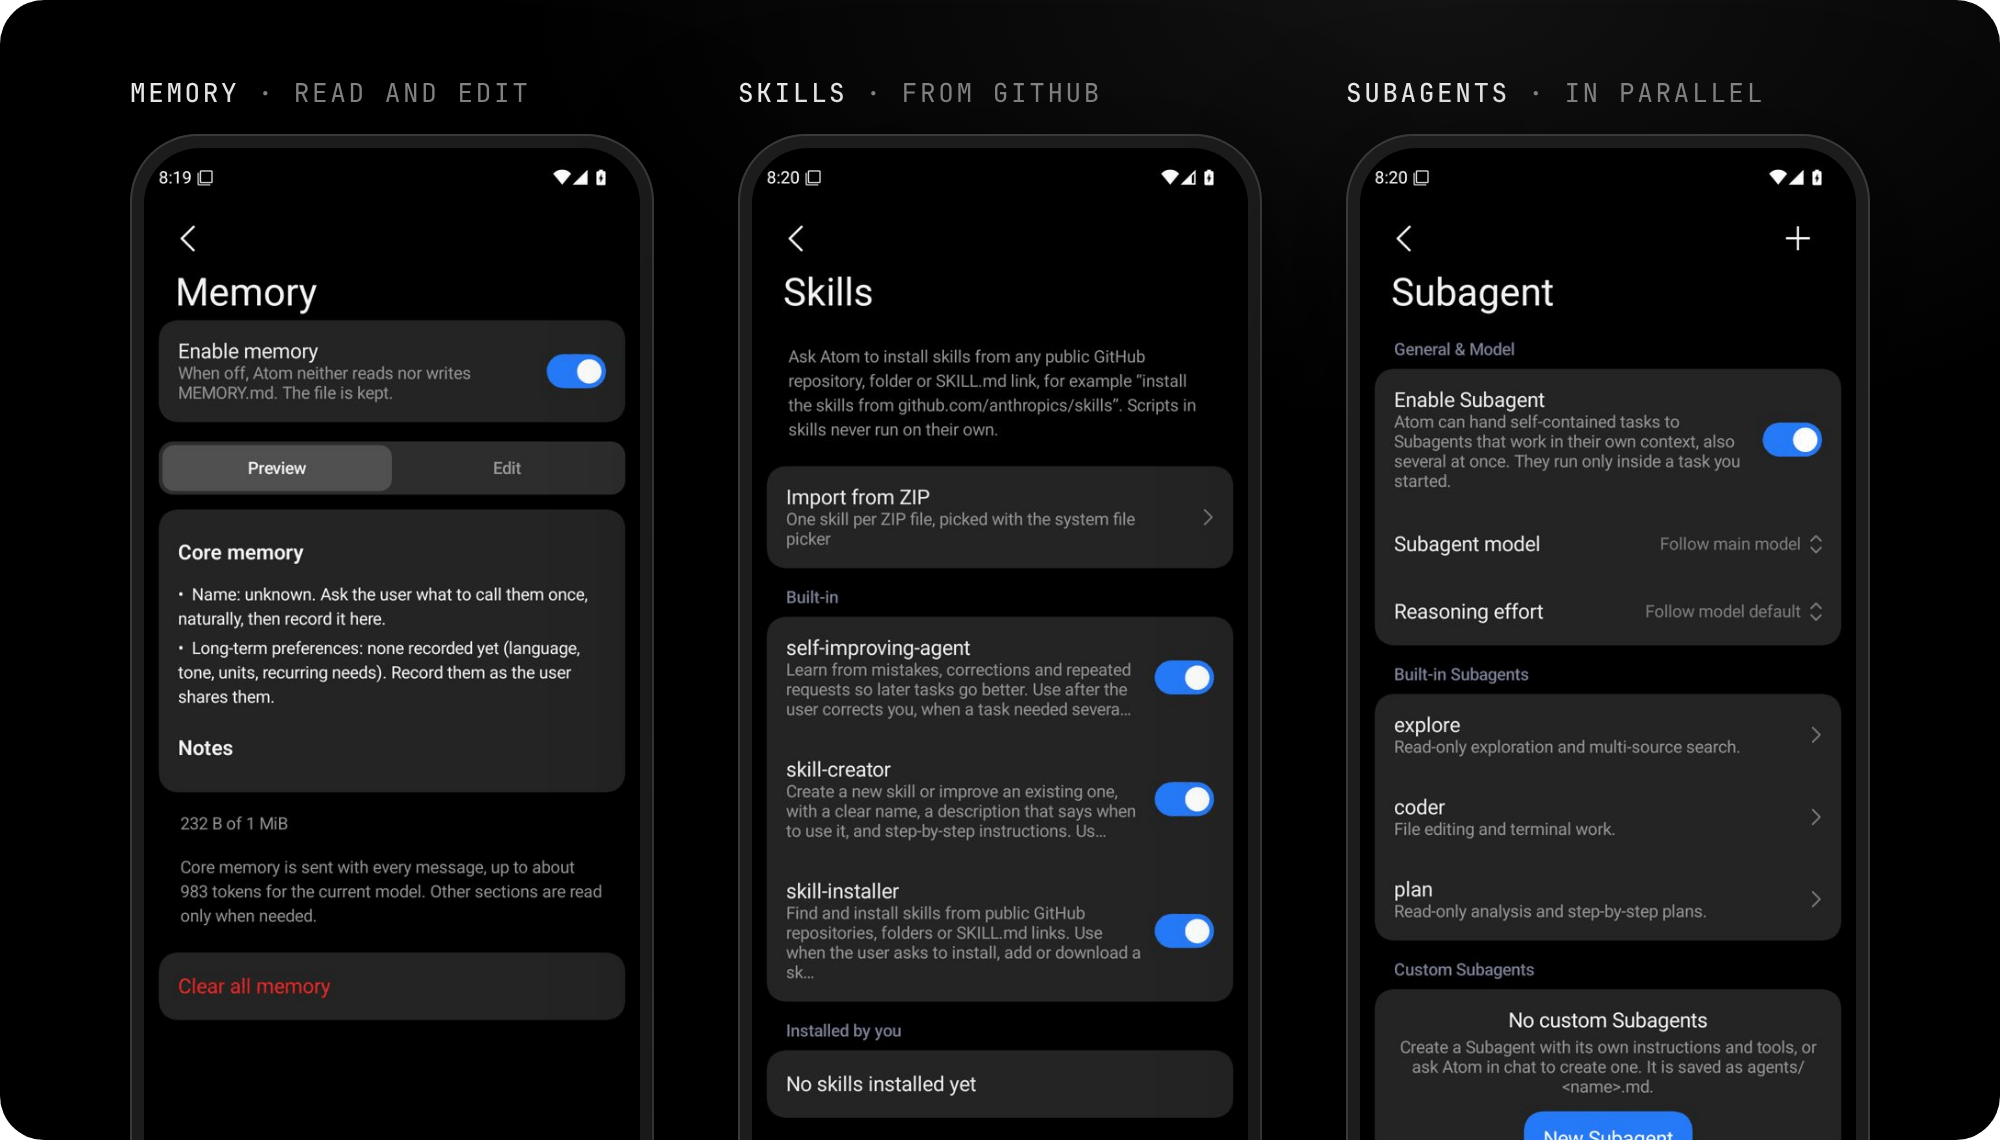 MEMORY · READ AND EDIT
8:19
Memory
Enable memory
When off, Atom neither reads nor writes
MEMORY.md. The file is kept.
Preview
Edit
Core memory
• Name: unknown. Ask the user what to call them once,
naturally, then record it here.
• Long-term preferences: none recorded yet (language,
tone, units, recurring needs). Record them as the user
shares them.
Notes
232 B of 1 MiB
Core memory is sent with every message, up to about
983 tokens for the current model. Other sections are read
only when needed.
Clear all memory
SKILLS · FROM GITHUB
8:20
Skills
Ask Atom to install skills from any public GitHub
repository, folder or SKILL.md link, for example “install
the skills from github.com/anthropics/skills”. Scripts in
skills never run on their own.
Import from ZIP
One skill per ZIP file, picked with the system file
picker
Built-in
self-improving-agent
Learn from mistakes, corrections and repeated
requests so later tasks go better. Use after the
user corrects you, when a task needed severa...
skill-creator
Create a new skill or improve an existing one,
with a clear name, a description that says when
to use it, and step-by-step instructions. Us...
skill-installer
Find and install skills from public GitHub
repositories, folders or SKILL.md links. Use
when the user asks to install, add or download a
sk...
Installed by you
No skills installed yet
SUBAGENTS · IN PARALLEL
8:20
Subagent
General & Model
Enable Subagent
Atom can hand self-contained tasks to
Subagents that work in their own context, also
several at once. They run only inside a task you
started.
Subagent model
Follow main model
Reasoning effort
Follow model default
Built-in Subagents
explore
Read-only exploration and multi-source search.
coder
File editing and terminal work.
plan
Read-only analysis and step-by-step plans.
Custom Subagents
No custom Subagents
Create a Subagent with its own instructions and tools, or
ask Atom in chat to create one. It is saved as agents/
<name>.md.
New Subagent